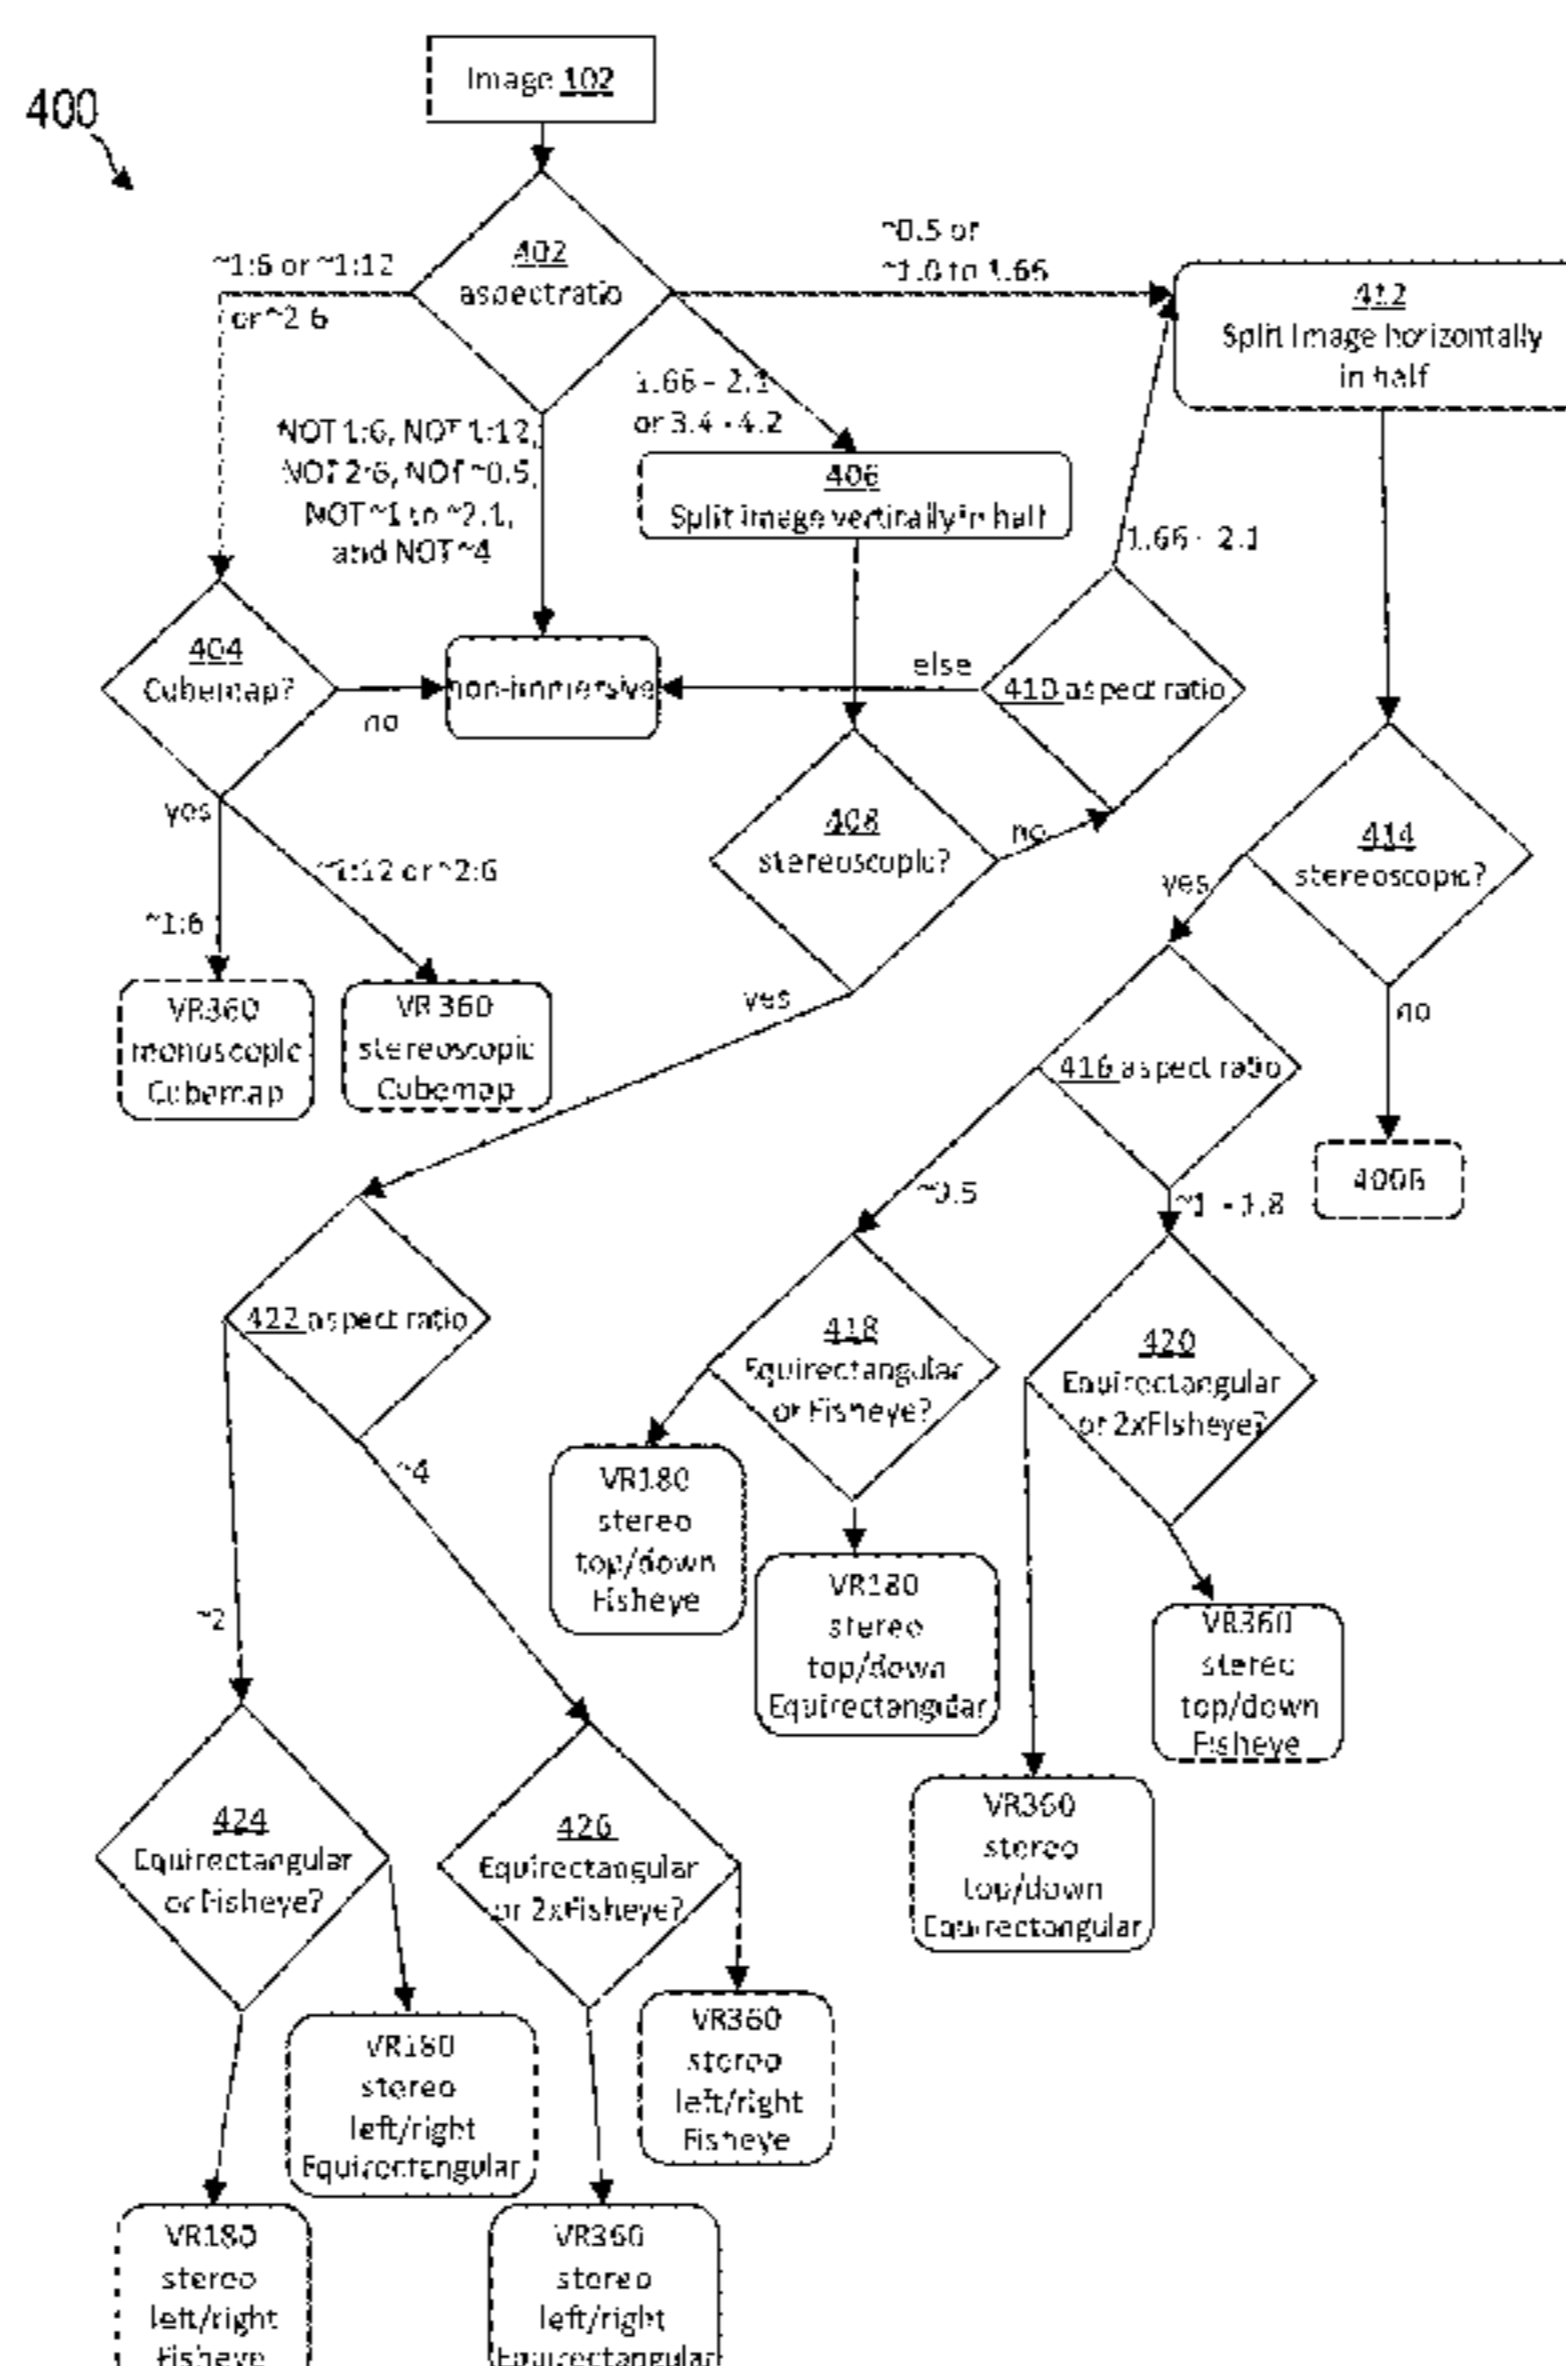 400
Image 102
402
aspect ratio
~1:6 or ~1:12
or ~2:6
~0.5 or
~1.0 to 1.66
412
Split Image horizontally
in half
1.66 - 2.1
or 3.4 - 4.2
NOT 1:6, NOT 1:12,
NOT 2:6, NOT ~0.5,
NOT ~1 to ~2.1,
and NOT ~4
406
Split image vertically in half
1.66 - 2.1
404
Cubemap?
no
non-immersive
else
410 aspect ratio
yes
408
stereoscopic?
no
414
stereoscopic?
yes
~1:12 or ~2:6
~1:6
VR360
monoscopic
Cubemap
VR 360
stereoscopic
Cubemap
yes
no
416 aspect ratio
400B
~0.5
~1 - 1.8
422 aspect ratio
418
Equirectangular
or Fisheye?
420
Equirectangular
or 2xFisheye?
~4
VR180
stereo
top/down
Fisheye
VR180
stereo
top/down
Equirectangular
VR360
stereo
top/down
Fisheye
~2
VR360
stereo
top/down
Equirectangular
424
Equirectangular
or Fisheye?
426
Equirectangular
or 2xFisheye?
VR180
stereo
left/right
Equirectangular
VR360
stereo
left/right
Fisheye
VR180
stereo
left/right
Fisheye
VR360
stereo
left/right
Equirectangular